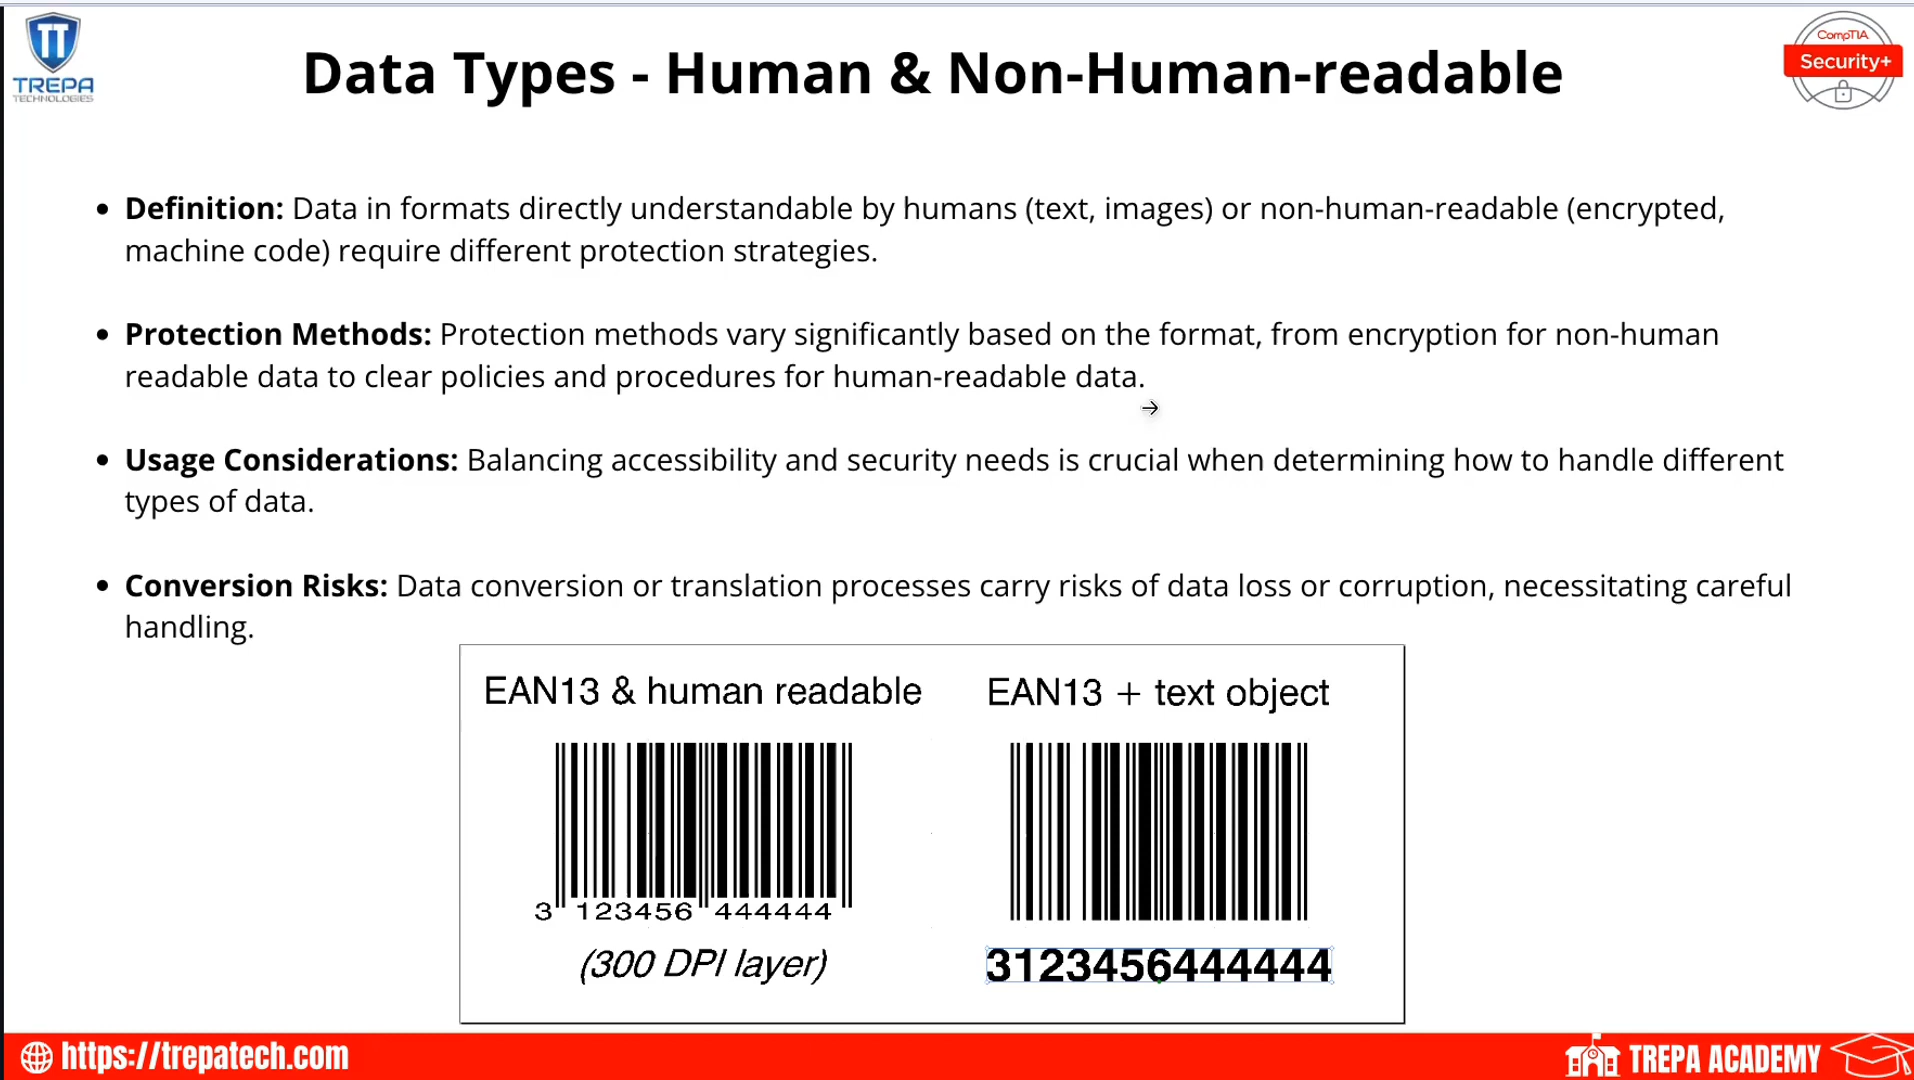 TT
TREPA
TECHNOLOGIES
Data Types - Human & Non-Human-readable
CompTIA
Security+
• Definition: Data in formats directly understandable by humans (text, images) or non-human-readable (encrypted,
machine code) require different protection strategies.
• Protection Methods: Protection methods vary significantly based on the format, from encryption for non-human
readable data to clear policies and procedures for human-readable data.
• Usage Considerations: Balancing accessibility and security needs is crucial when determining how to handle different
types of data.
• Conversion Risks: Data conversion or translation processes carry risks of data loss or corruption, necessitating careful
handling.
EAN13 & human readable
EAN13 + text object
3 123456 444444
(300 DPI layer)
3123456444444
https://trepatech.com
TREPA ACADEMY